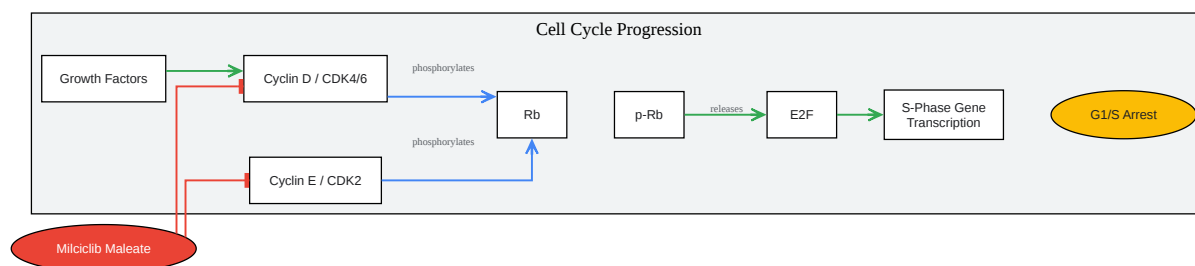 Cell Cycle Progression
Growth Factors
Cyclin D / CDK4/6
phosphorylates
Rb
p-Rb
releases
E2F
S-Phase Gene
Transcription
G1/S Arrest
phosphorylates
Cyclin E / CDK2
Milciclib Maleate